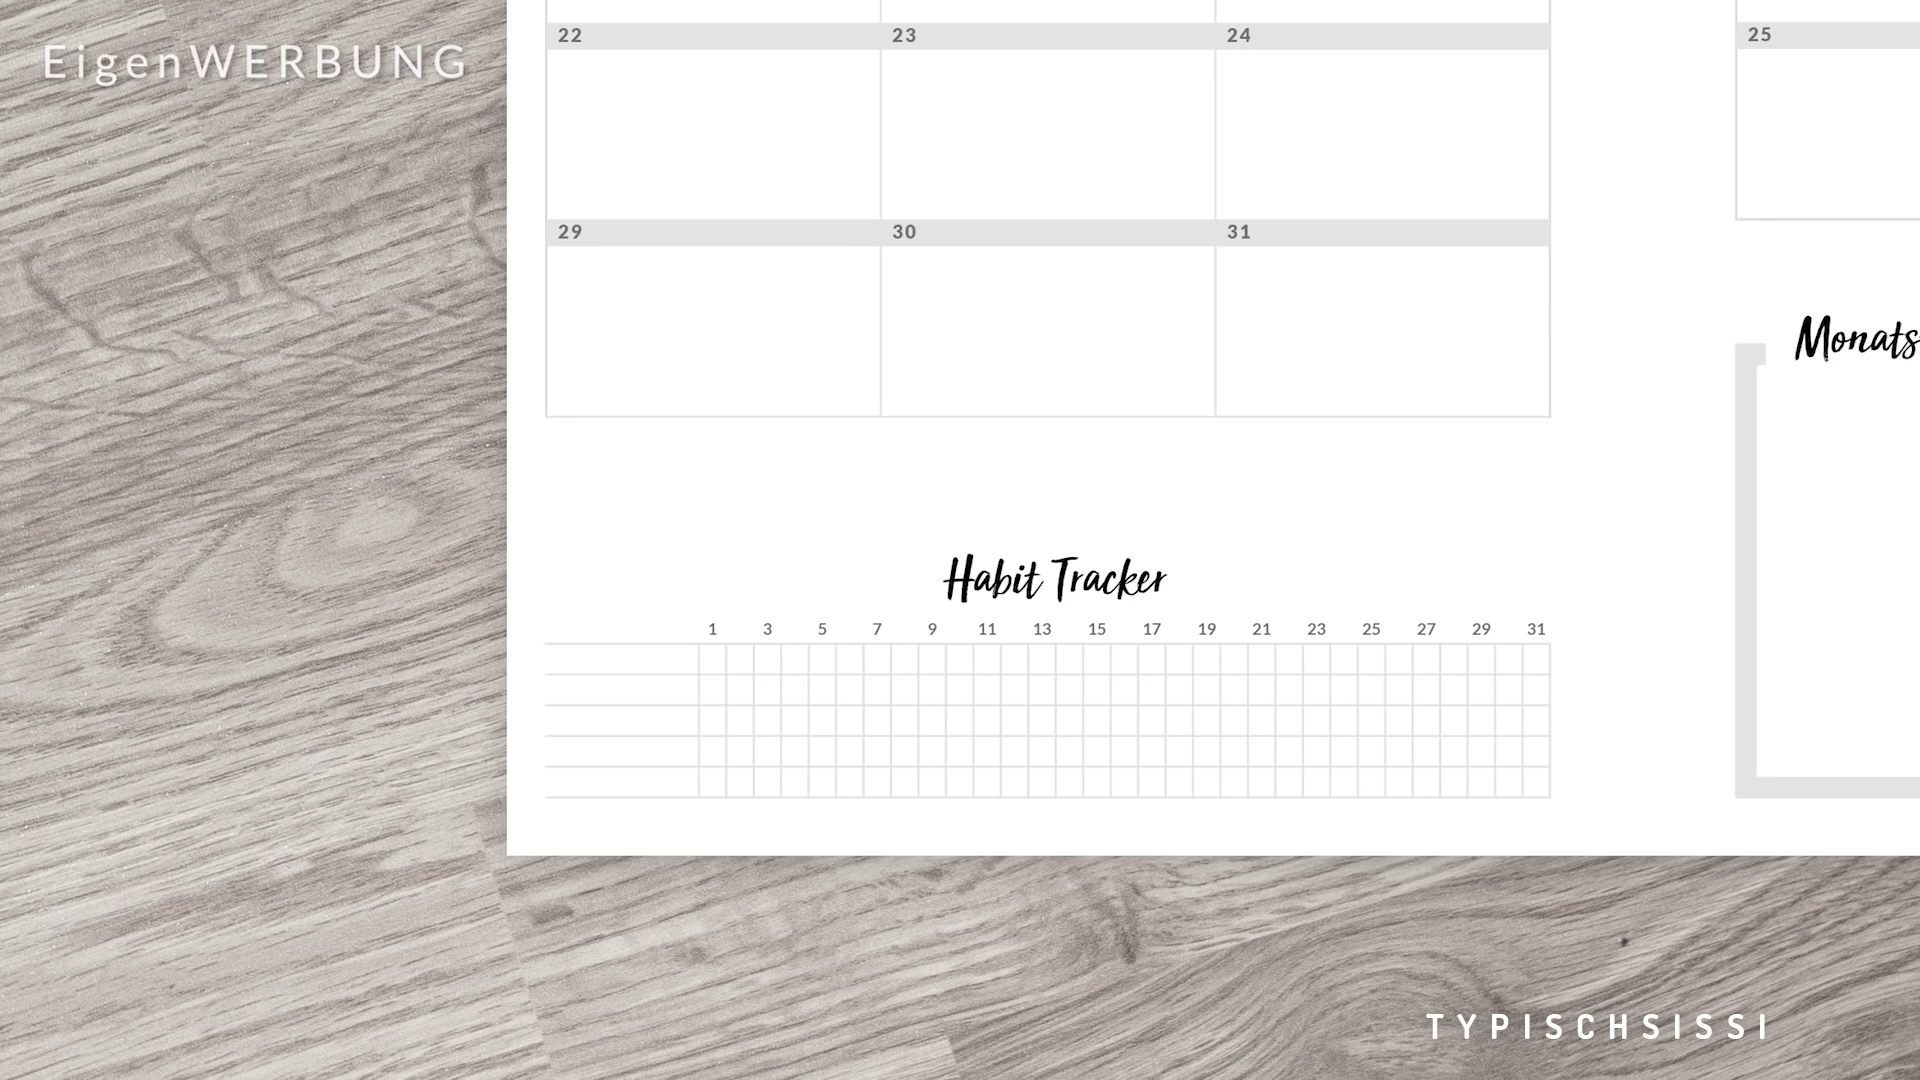 EigenWERBUNG
22 23 24
29 30 31
Habit Tracker
1 3 5 7 9 11 13 15 17 19 21 23 25 27 29 31
25
Monats
TYPISCHSISSI